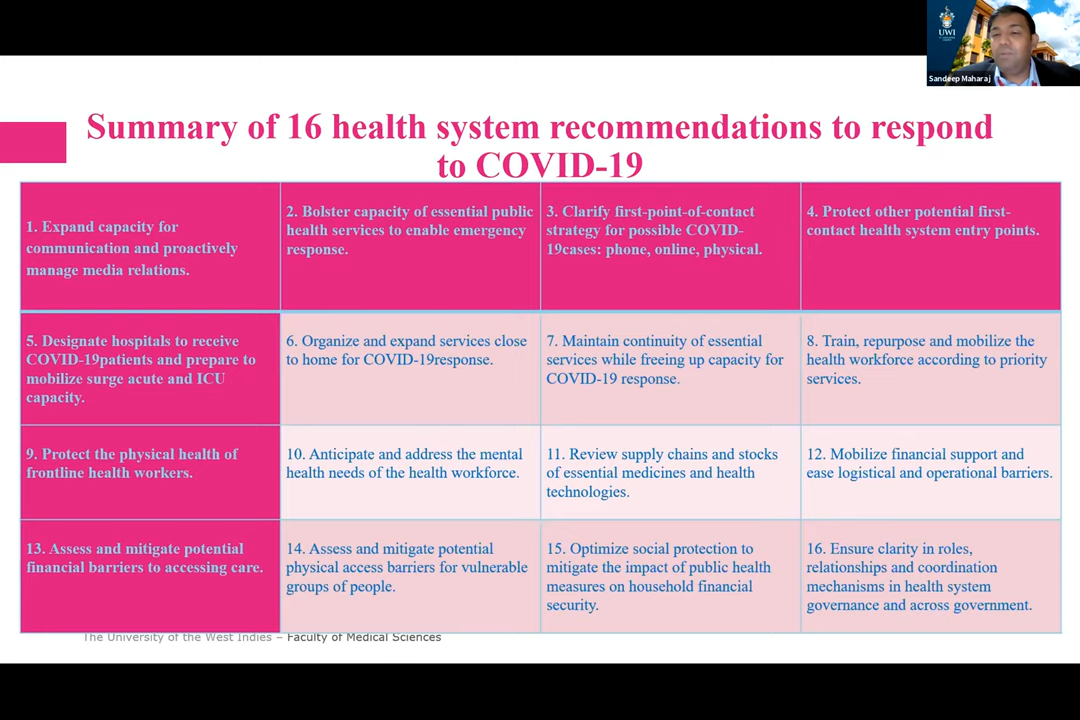 UWI
Sandeep Maharaj
Summary of 16 health system recommendations to respond
to COVID-19
1. Expand capacity for
communication and proactively
manage media relations.
2. Bolster capacity of essential public
health services to enable emergency
response.
3. Clarify first-point-of-contact
strategy for possible COVID-
19cases: phone, online, physical.
4. Protect other potential first-
contact health system entry points.
5. Designate hospitals to receive
COVID-19patients and prepare to
mobilize surge acute and ICU
capacity.
6. Organize and expand services close
to home for COVID-19response.
7. Maintain continuity of essential
services while freeing up capacity for
COVID-19 response.
8. Train, repurpose and mobilize the
health workforce according to priority
services.
9. Protect the physical health of
frontline health workers.
10. Anticipate and address the mental
health needs of the health workforce.
11. Review supply chains and stocks
of essential medicines and health
technologies.
12. Mobilize financial support and
ease logistical and operational barriers.
13. Assess and mitigate potential
financial barriers to accessing care.
14. Assess and mitigate potential
physical access barriers for vulnerable
groups of people.
15. Optimize social protection to
mitigate the impact of public health
measures on household financial
security.
16. Ensure clarity in roles,
relationships and coordination
mechanisms in health system
governance and across government.
The University of the West Indies – Faculty of Medical Sciences